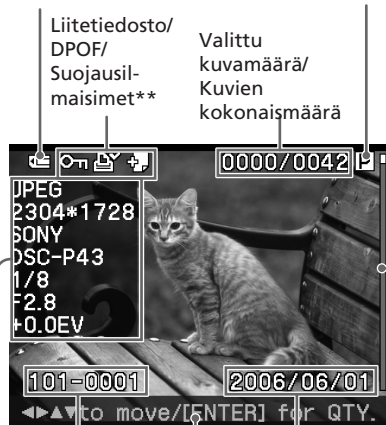 Liitetiedosto/
DPOF/
Suojausil-
maisimet**
Valittu
kuvamäärä/
Kuvien
kokonaismäärä
0000/0042
JPEG
2304*1728
SONY
DSC-P43
1/8
F2.8
+0.0EV
101-0001
2006/06/01
◀▶▲▼to move/[ENTER] for QTY.